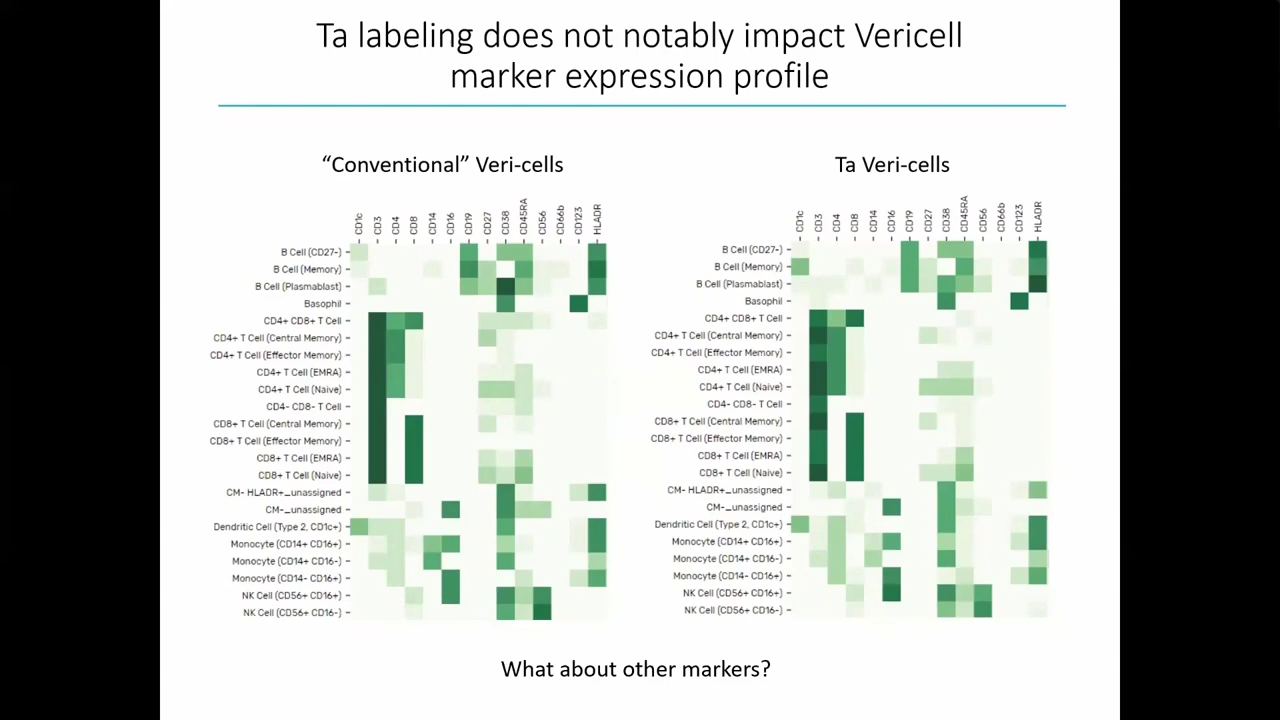 Ta labeling does not notably impact Vericell
marker expression profile
“Conventional” Veri-cells
Ta Veri-cells
CD1c CD3 CD4 CD8 CD14 CD16 CD19 CD27 CD38 CD45RA CD56 CD66b CD123 HLADR
B Cell (CD27-)
B Cell (Memory)
B Cell (Plasmablast)
Basophil
CD4+ CD8+ T Cell
CD4+ T Cell (Central Memory)
CD4+ T Cell (Effector Memory)
CD4+ T Cell (EMRA)
CD4+ T Cell (Naive)
CD4- CD8- T Cell
CD8+ T Cell (Central Memory)
CD8+ T Cell (Effector Memory)
CD8+ T Cell (EMRA)
CD8+ T Cell (Naive)
CM- HLADR+_unassigned
CM-_unassigned
Dendritic Cell (Type 2, CD1c+)
Monocyte (CD14+ CD16+)
Monocyte (CD14+ CD16-)
Monocyte (CD14- CD16+)
NK Cell (CD56+ CD16+)
NK Cell (CD56+ CD16-)
CD1c CD3 CD4 CD8 CD14 CD16 CD19 CD27 CD38 CD45RA CD56 CD66b CD123 HLADR
B Cell (CD27-)
B Cell (Memory)
B Cell (Plasmablast)
Basophil
CD4+ CD8+ T Cell
CD4+ T Cell (Central Memory)
CD4+ T Cell (Effector Memory)
CD4+ T Cell (EMRA)
CD4+ T Cell (Naive)
CD4- CD8- T Cell
CD8+ T Cell (Central Memory)
CD8+ T Cell (Effector Memory)
CD8+ T Cell (EMRA)
CD8+ T Cell (Naive)
CM- HLADR+_unassigned
CM-_unassigned
Dendritic Cell (Type 2, CD1c+)
Monocyte (CD14+ CD16+)
Monocyte (CD14+ CD16-)
Monocyte (CD14- CD16+)
NK Cell (CD56+ CD16+)
NK Cell (CD56+ CD16-)
What about other markers?